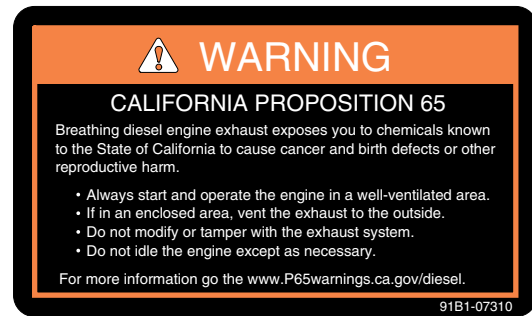 WARNING
CALIFORNIA PROPOSITION 65
Breathing diesel engine exhaust exposes you to chemicals known
to the State of California to cause cancer and birth defects or other
reproductive harm.
• Always start and operate the engine in a well-ventilated area.
• If in an enclosed area, vent the exhaust to the outside.
• Do not modify or tamper with the exhaust system.
• Do not idle the engine except as necessary.
For more information go the www.P65warnings.ca.gov/diesel.
91B1-07310